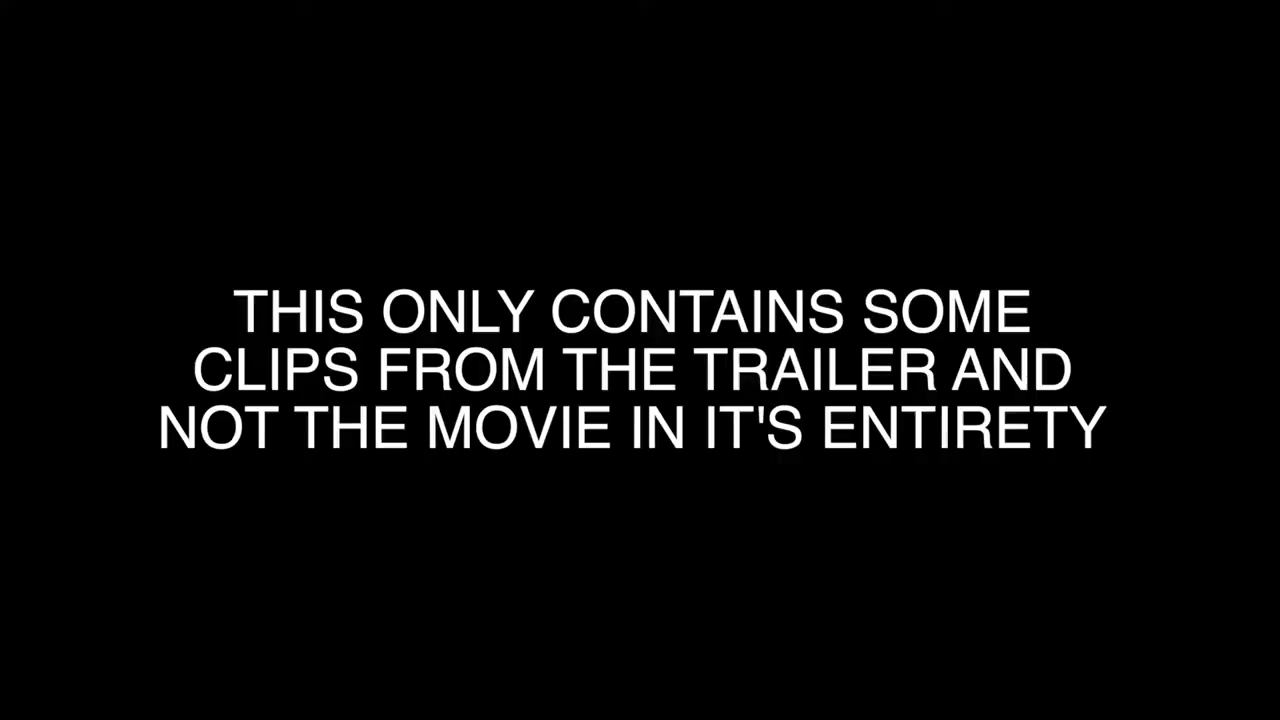 THIS ONLY CONTAINS SOME
CLIPS FROM THE TRAILER AND
NOT THE MOVIE IN IT'S ENTIRETY